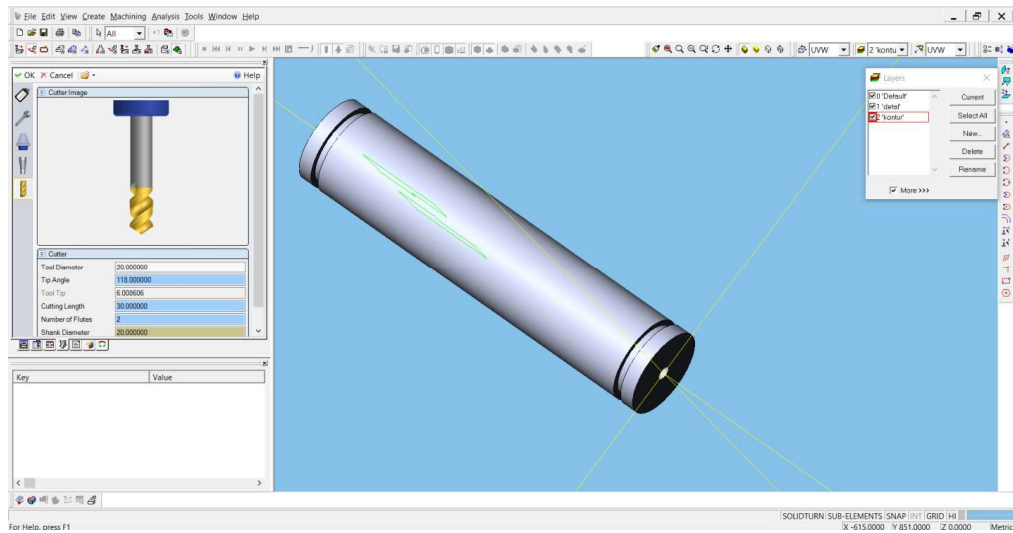 File Edit View Create Machining Analysis Tools Window Help
All
UVW 2 'kontu UVW
OK Cancel Help
Cutter Image
Cutter
Tool Diameter 20.000000
Tip Angle 118.000000
Tool Tip 6.008606
Cutting Length 30.000000
Number of Flutes 2
Shank Diameter 20.000000
Key Value
Layers
0 'Default' Current
1 'detal'
2 'kontur' Select All
New...
Delete
Rename
More >>>
SOLIDTURN SUB-ELEMENTS SNAP INT GRID HI
For Help, press F1 X -615.0000 Y 851.0000 Z 0.0000 Metric